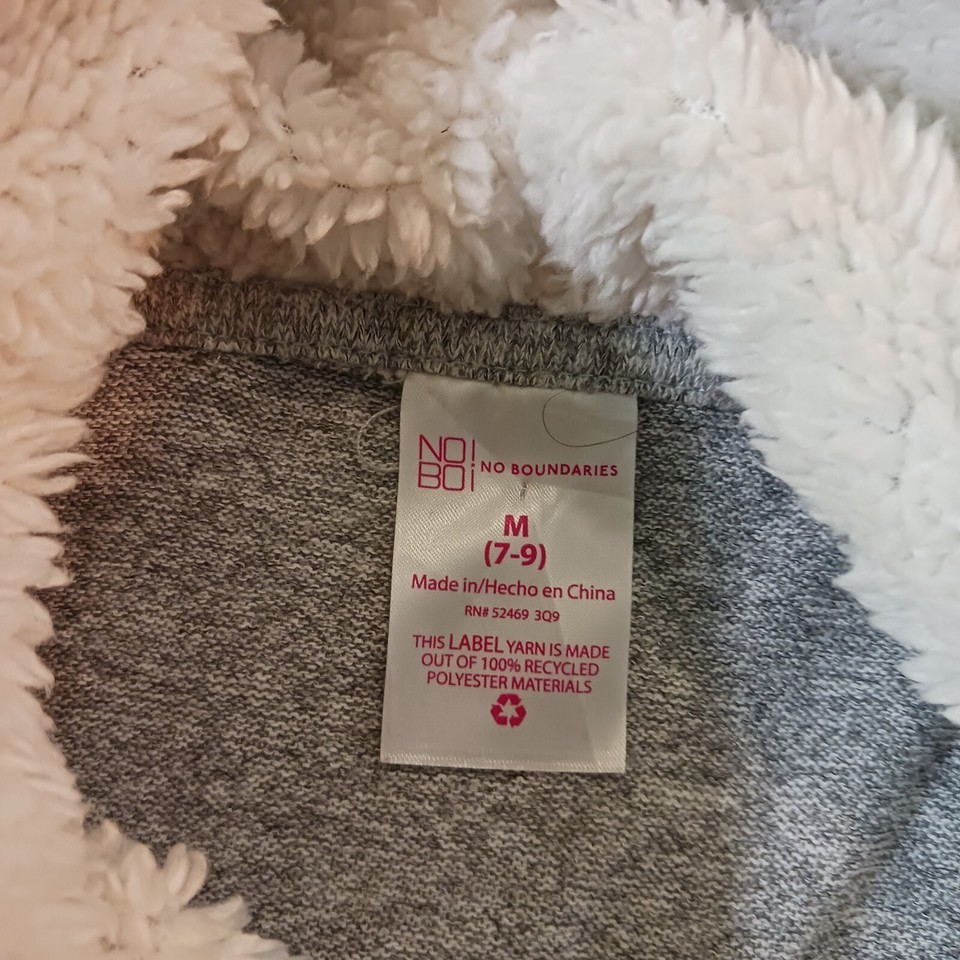 NO!
BOi
NO BOUNDARIES
M
(7-9)
Made in/Hecho en China
RN# 52469 3Q9
THIS LABEL YARN IS MADE
OUT OF 100% RECYCLED
POLYESTER MATERIALS